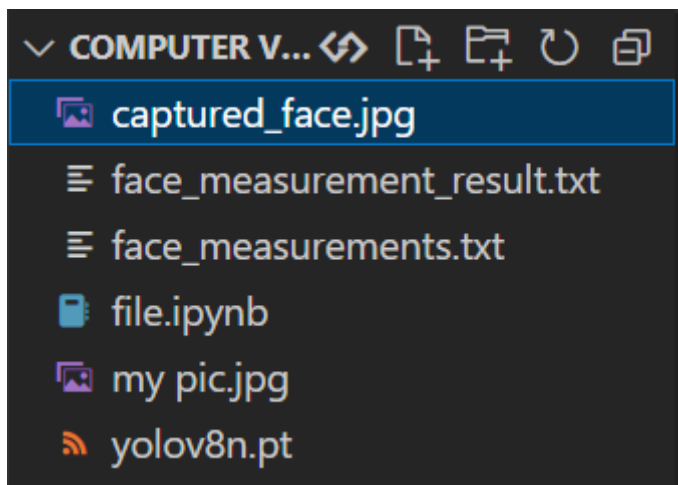 COMPUTER V...
captured_face.jpg
face_measurement_result.txt
face_measurements.txt
file.ipynb
my pic.jpg
yolov8n.pt